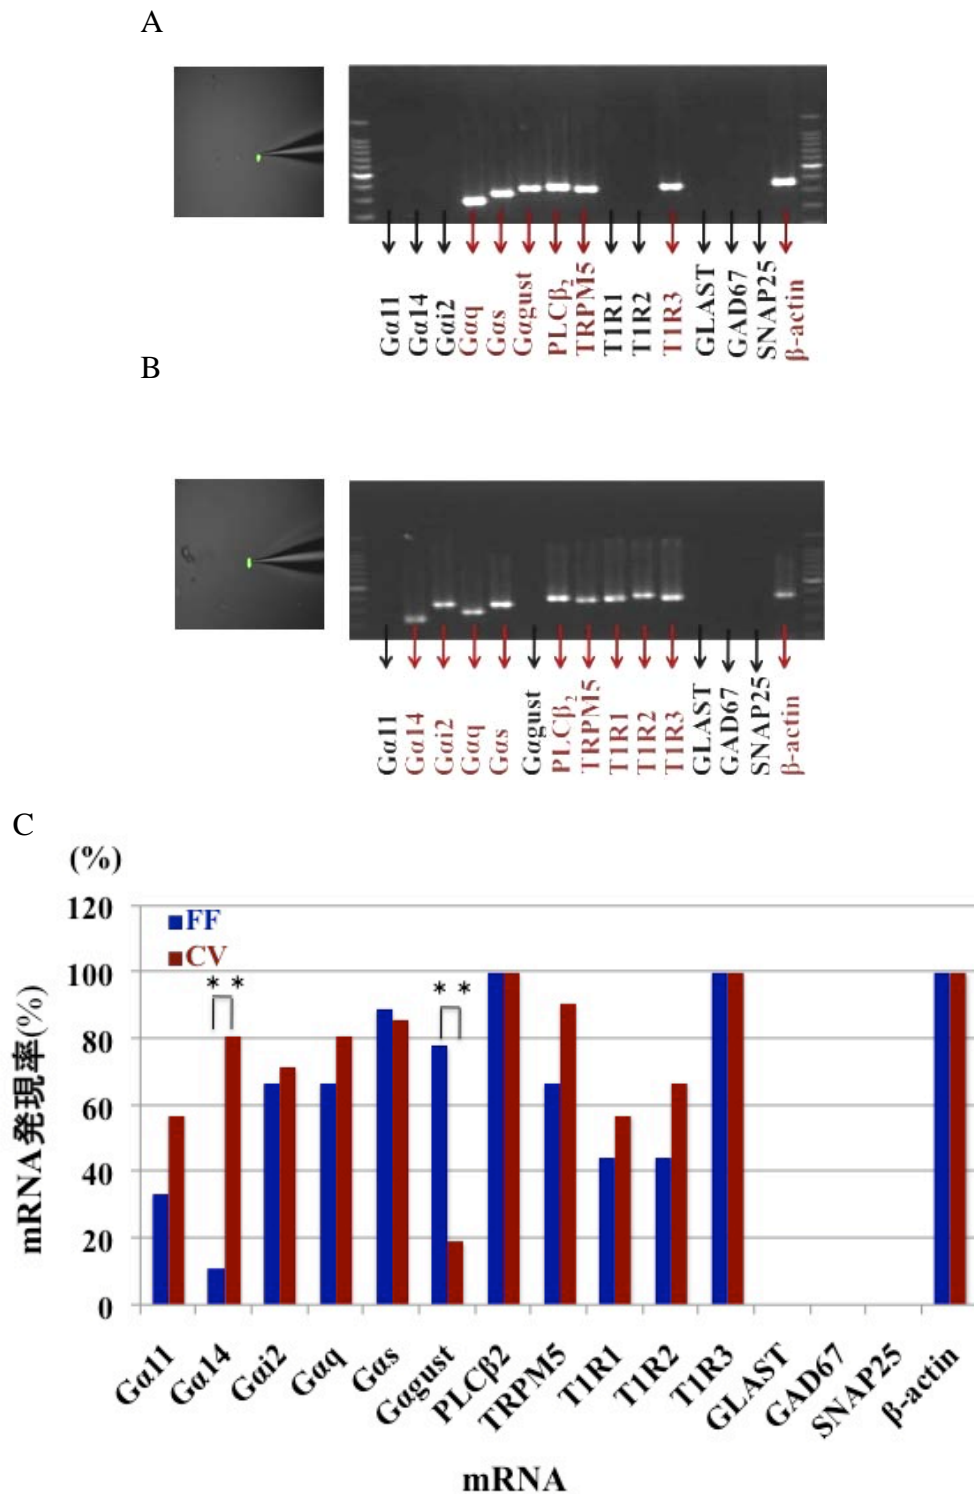 A
Gα11 Gα14 Gαi2 Gαq Gαs Gαgust PLCβ2 TRPM5 T1R1 T1R2 T1R3 GLAST GAD67 SNAP25 β-actin
B
Gα11 Gα14 Gαi2 Gαq Gαs Gαgust PLCβ2 TRPM5 T1R1 T1R2 T1R3 GLAST GAD67 SNAP25 β-actin
C
(%)
mRNA発現率(%)
120
100
80
60
40
20
0
FF
CV
* *
* *
Gα11 Gα14 Gαi2 Gαq Gαs Gαgust PLCβ2 TRPM5 T1R1 T1R2 T1R3 GLAST GAD67 SNAP25 β-actin
mRNA